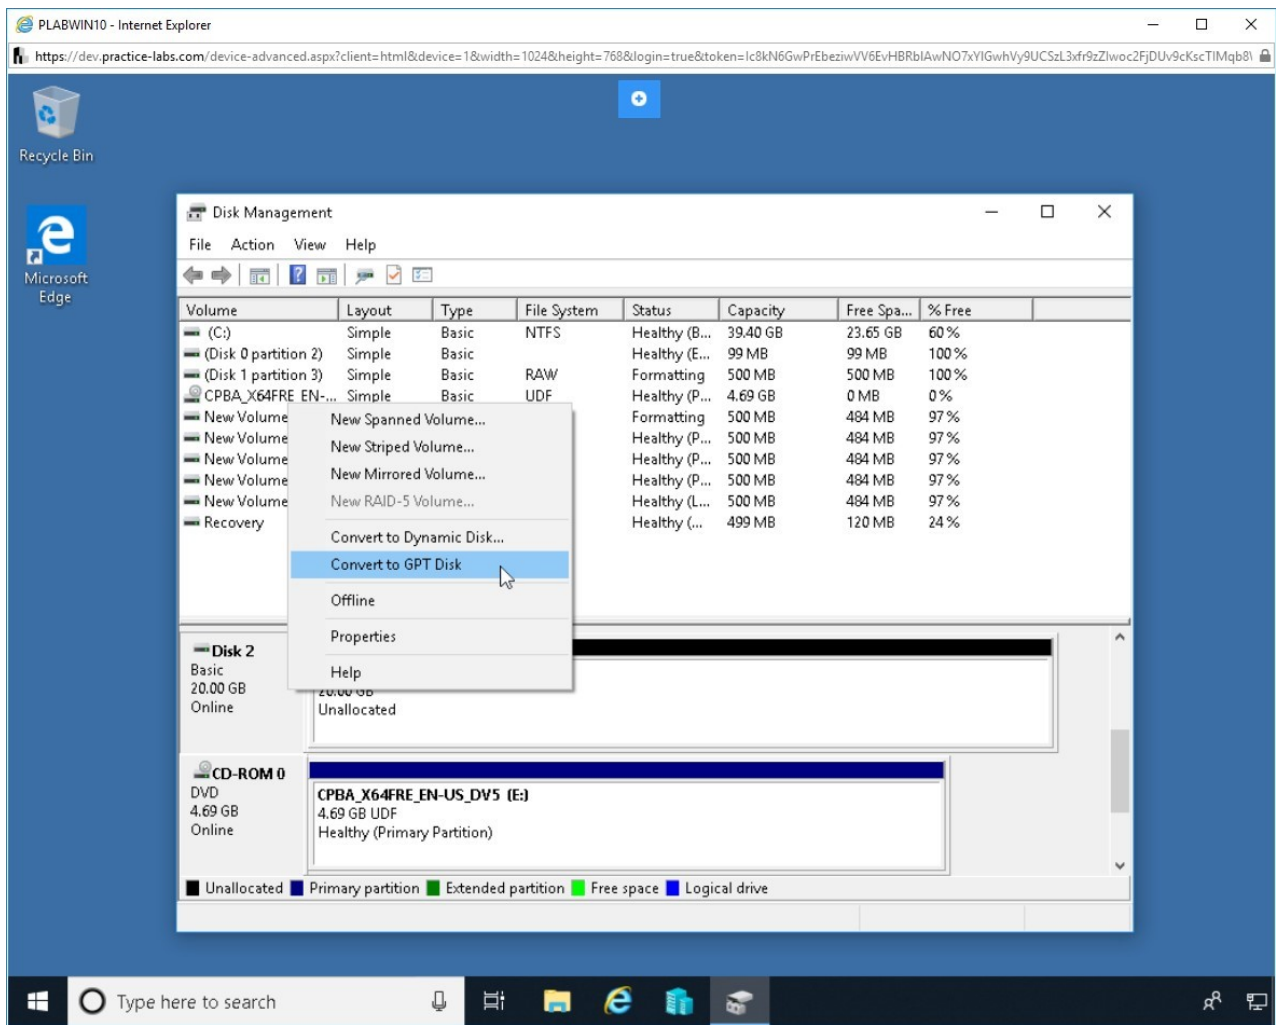 PLABWIN10 - Internet Explorer
https://dev.practice-labs.com/device-advanced.aspx?client=html&device=1&width=1024&height=768&login=true&token=
Recycle Bin
Microsoft
Edge
Disk Management
File Action View Help
Volume Layout Type File System Status Capacity Free Spa... % Free
(C:) Simple Basic NTFS Healthy (B... 39.40 GB 23.65 GB 60 %
(Disk 0 partition 2) Simple Basic Healthy (E... 99 MB 99 MB 100 %
(Disk 1 partition 3) Simple Basic RAW Formatting 500 MB 500 MB 100 %
CPBA_X64FRE_EN-... Simple Basic UDF Healthy (P... 4.69 GB 0 MB 0 %
New Volume Formatting 500 MB 484 MB 97 %
New Volume Healthy (P... 500 MB 484 MB 97 %
New Volume Healthy (P... 500 MB 484 MB 97 %
New Volume Healthy (P... 500 MB 484 MB 97 %
New Volume Healthy (L... 500 MB 484 MB 97 %
Recovery Healthy (... 499 MB 120 MB 24 %
New Spanned Volume...
New Striped Volume...
New Mirrored Volume...
New RAID-5 Volume...
Convert to Dynamic Disk...
Convert to GPT Disk
Offline
Properties
Help
Disk 2
Basic
20.00 GB
Online
20.00 GB
Unallocated
CD-ROM 0
DVD
4.69 GB
Online
CPBA_X64FRE_EN-US_DV5 (E:)
4.69 GB UDF
Healthy (Primary Partition)
Unallocated Primary partition Extended partition Free space Logical drive
Type here to search